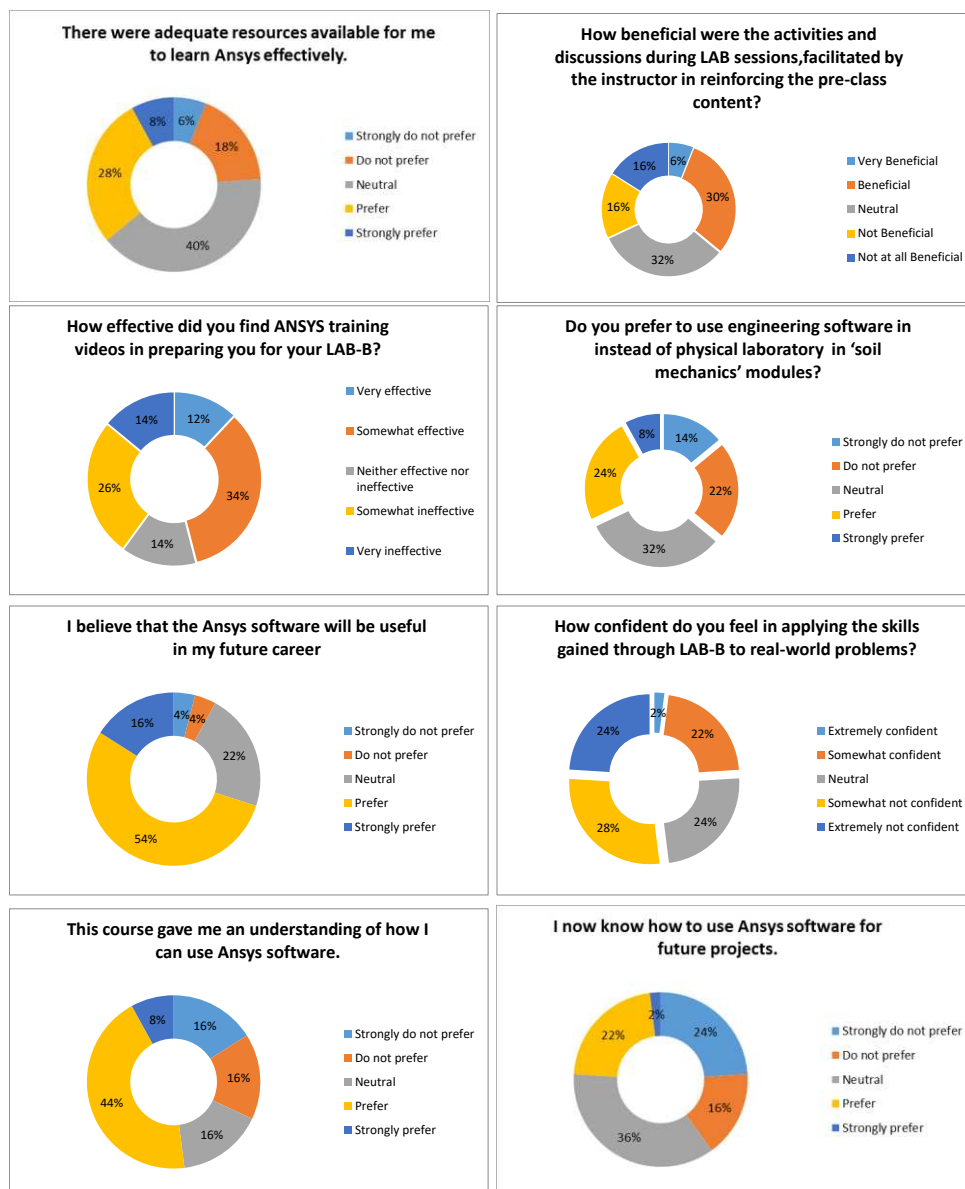 There were adequate resources available for me
to learn Ansys effectively.
8%
6%
18%
28%
40%
Strongly do not prefer
Do not prefer
Neutral
Prefer
Strongly prefer
How beneficial were the activities and
discussions during LAB sessions,facilitated by
the instructor in reinforcing the pre-class
content?
16%
6%
30%
16%
32%
Very Beneficial
Beneficial
Neutral
Not Beneficial
Not at all Beneficial
How effective did you find ANSYS training
videos in preparing you for your LAB-B?
14%
12%
26%
34%
14%
Very effective
Somewhat effective
Neither effective nor
ineffective
Somewhat ineffective
Very ineffective
Do you prefer to use engineering software in
instead of physical laboratory in ‘soil
mechanics’ modules?
8%
14%
24%
22%
32%
Strongly do not prefer
Do not prefer
Neutral
Prefer
Strongly prefer
I believe that the Ansys software will be useful
in my future career
16%
4%
4%
22%
54%
Strongly do not prefer
Do not prefer
Neutral
Prefer
Strongly prefer
How confident do you feel in applying the skills
gained through LAB-B to real-world problems?
2%
24%
22%
28%
24%
Extremely confident
Somewhat confident
Neutral
Somewhat not confident
Extremely not confident
This course gave me an understanding of how I
can use Ansys software.
8%
16%
44%
16%
16%
Strongly do not prefer
Do not prefer
Neutral
Prefer
Strongly prefer
I now know how to use Ansys software for
future projects.
2%
22%
24%
16%
36%
Strongly do not prefer
Do not prefer
Neutral
Prefer
Strongly prefer